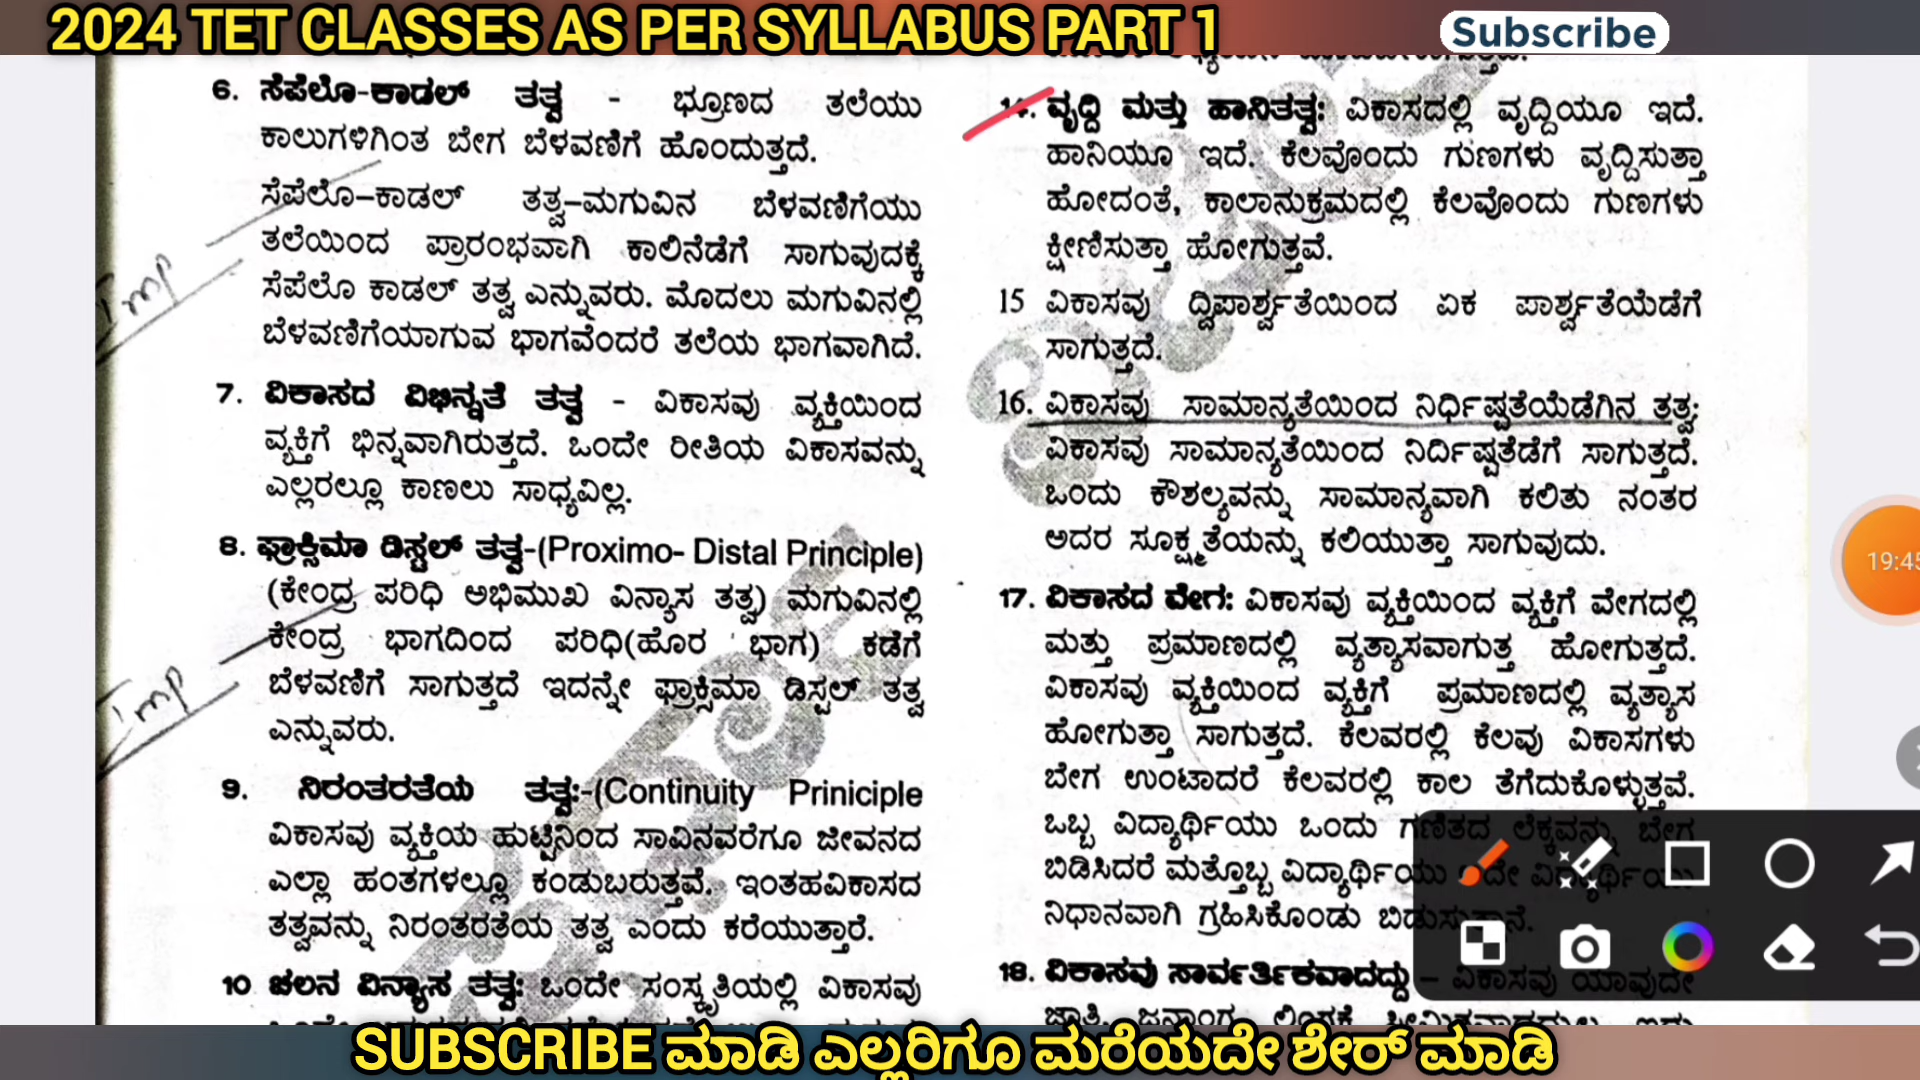 2024 TET CLASSES AS PER SYLLABUS PART 1
Subscribe
6. ಸೆಪೆಲೊ-ಕಾಡಲ್ ತತ್ವ - ಭ್ರೂಣದ ತಲೆಯು
ಕಾಲುಗಳಿಗಿಂತ ಬೇಗ ಬೆಳವಣಿಗೆ ಹೊಂದುತ್ತದೆ.
ಸೆಪೆಲೊ–ಕಾಡಲ್ ತತ್ವ–ಮಗುವಿನ ಬೆಳವಣಿಗೆಯು
ತಲೆಯಿಂದ ಪ್ರಾರಂಭವಾಗಿ ಕಾಲಿನೆಡೆಗೆ ಸಾಗುವುದಕ್ಕೆ
ಸೆಪೆಲೊ ಕಾಡಲ್ ತತ್ವ ಎನ್ನುವರು. ಮೊದಲು ಮಗುವಿನಲ್ಲಿ
ಬೆಳವಣಿಗೆಯಾಗುವ ಭಾಗವೆಂದರೆ ತಲೆಯ ಭಾಗವಾಗಿದೆ.
Imp
7. ವಿಕಾಸದ ವಿಭಿನ್ನತೆ ತತ್ವ - ವಿಕಾಸವು ವ್ಯಕ್ತಿಯಿಂದ
ವ್ಯಕ್ತಿಗೆ ಭಿನ್ನವಾಗಿರುತ್ತದೆ. ಒಂದೇ ರೀತಿಯ ವಿಕಾಸವನ್ನು
ಎಲ್ಲರಲ್ಲೂ ಕಾಣಲು ಸಾಧ್ಯವಿಲ್ಲ.
8. ಫ್ರಾಕ್ಸಿಮಾ ಡಿಸ್ಟಲ್ ತತ್ವ-(Proximo- Distal Principle)
(ಕೇಂದ್ರ ಪರಿಧಿ ಅಭಿಮುಖ ವಿನ್ಯಾಸ ತತ್ವ) ಮಗುವಿನಲ್ಲಿ
ಕೇಂದ್ರ ಭಾಗದಿಂದ ಪರಿಧಿ(ಹೊರ ಭಾಗ) ಕಡೆಗೆ
ಬೆಳವಣಿಗೆ ಸಾಗುತ್ತದೆ ಇದನ್ನೇ ಫ್ರಾಕ್ಸಿಮಾ ಡಿಸ್ಟಲ್ ತತ್ವ
ಎನ್ನುವರು.
Imp
9. ನಿರಂತರತೆಯ ತತ್ವ:-(Continuity Priniciple
ವಿಕಾಸವು ವ್ಯಕ್ತಿಯ ಹುಟ್ಟಿನಿಂದ ಸಾವಿನವರೆಗೂ ಜೀವನದ
ಎಲ್ಲಾ ಹಂತಗಳಲ್ಲೂ ಕಂಡುಬರುತ್ತವೆ. ಇಂತಹವಿಕಾಸದ
ತತ್ವವನ್ನು ನಿರಂತರತೆಯ ತತ್ವ ಎಂದು ಕರೆಯುತ್ತಾರೆ.
10 ಚಲನ ವಿನ್ಯಾಸ ತತ್ವ: ಒಂದೇ ಸಂಸ್ಕೃತಿಯಲ್ಲಿ ವಿಕಾಸವು
14. ವೃದ್ದಿ ಮತ್ತು ಹಾನಿತತ್ವ: ವಿಕಾಸದಲ್ಲಿ ವೃದ್ದಿಯೂ ಇದೆ.
ಹಾನಿಯೂ ಇದೆ. ಕೆಲವೊಂದು ಗುಣಗಳು ವೃದ್ದಿಸುತ್ತಾ
ಹೋದಂತೆ, ಕಾಲಾನುಕ್ರಮದಲ್ಲಿ ಕೆಲವೊಂದು ಗುಣಗಳು
ಕ್ಷೀಣಿಸುತ್ತಾ ಹೋಗುತ್ತವೆ.
15 ವಿಕಾಸವು ದ್ವಿಪಾರ್ಶ್ವತೆಯಿಂದ ಏಕ ಪಾರ್ಶ್ವತೆಯೆಡೆಗೆ
ಸಾಗುತ್ತದೆ.
16. ವಿಕಾಸವು ಸಾಮಾನ್ಯತೆಯಿಂದ ನಿರ್ಧಿಷ್ಟತೆಯೆಡೆಗಿನ ತತ್ವ:
ವಿಕಾಸವು ಸಾಮಾನ್ಯತೆಯಿಂದ ನಿರ್ದಿಷ್ಟತೆಡೆಗೆ ಸಾಗುತ್ತದೆ.
ಒಂದು ಕೌಶಲ್ಯವನ್ನು ಸಾಮಾನ್ಯವಾಗಿ ಕಲಿತು ನಂತರ
ಅದರ ಸೂಕ್ಷ್ಮತೆಯನ್ನು ಕಲಿಯುತ್ತಾ ಸಾಗುವುದು.
17. ವಿಕಾಸದ ವೇಗ: ವಿಕಾಸವು ವ್ಯಕ್ತಿಯಿಂದ ವ್ಯಕ್ತಿಗೆ ವೇಗದಲ್ಲಿ
ಮತ್ತು ಪ್ರಮಾಣದಲ್ಲಿ ವ್ಯತ್ಯಾಸವಾಗುತ್ತ ಹೋಗುತ್ತದೆ.
ವಿಕಾಸವು ವ್ಯಕ್ತಿಯಿಂದ ವ್ಯಕ್ತಿಗೆ ಪ್ರಮಾಣದಲ್ಲಿ ವ್ಯತ್ಯಾಸ
ಹೋಗುತ್ತಾ ಸಾಗುತ್ತದೆ. ಕೆಲವರಲ್ಲಿ ಕೆಲವು ವಿಕಾಸಗಳು
ಬೇಗ ಉಂಟಾದರೆ ಕೆಲವರಲ್ಲಿ ಕಾಲ ತೆಗೆದುಕೊಳ್ಳುತ್ತವೆ.
ಒಬ್ಬ ವಿದ್ಯಾರ್ಥಿಯು ಒಂದು ಗಣಿತದ ಲೆಕ್ಕವನ್ನು ಬೇಗ
ಬಿಡಿಸಿದರೆ ಮತ್ತೊಬ್ಬ ವಿದ್ಯಾರ್ಥಿಯು
ನಿಧಾನವಾಗಿ ಗ್ರಹಿಸಿಕೊಂಡು ಬಿಡುಸುತ್ತಾನೆ.
18. ವಿಕಾಸವು ಸಾರ್ವರ್ತಿಕವಾದದ್ದು – ವಿಕಾಸವು ಯಾವುದೇ
19:45
SUBSCRIBE ಮಾಡಿ ಎಲ್ಲರಿಗೂ ಮರೆಯದೇ ಶೇರ್ ಮಾಡಿ